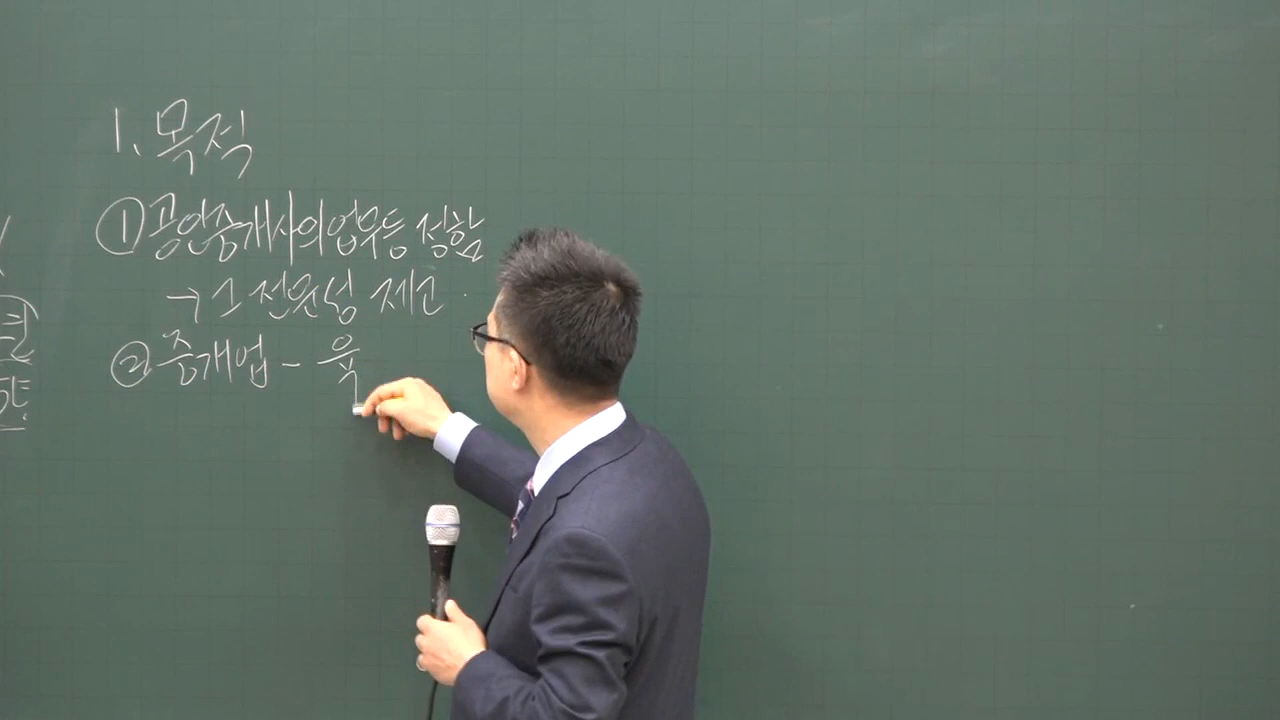 1. 목적
① 공인중개사의 업무등 정함
→ 그 전문성 제고
② 중개업 - 육